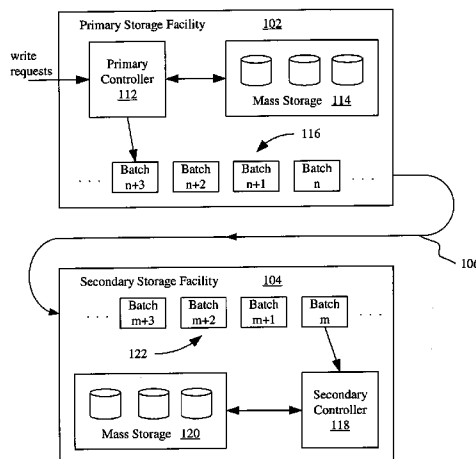 Primary Storage Facility 102
write
requests
Primary
Controller
112
Mass Storage 114
116
. . . Batch n+3 Batch n+2 Batch n+1 Batch n . . .
106
Secondary Storage Facility 104
. . . Batch m+3 Batch m+2 Batch m+1 Batch m . . .
122
Mass Storage 120
Secondary
Controller
118